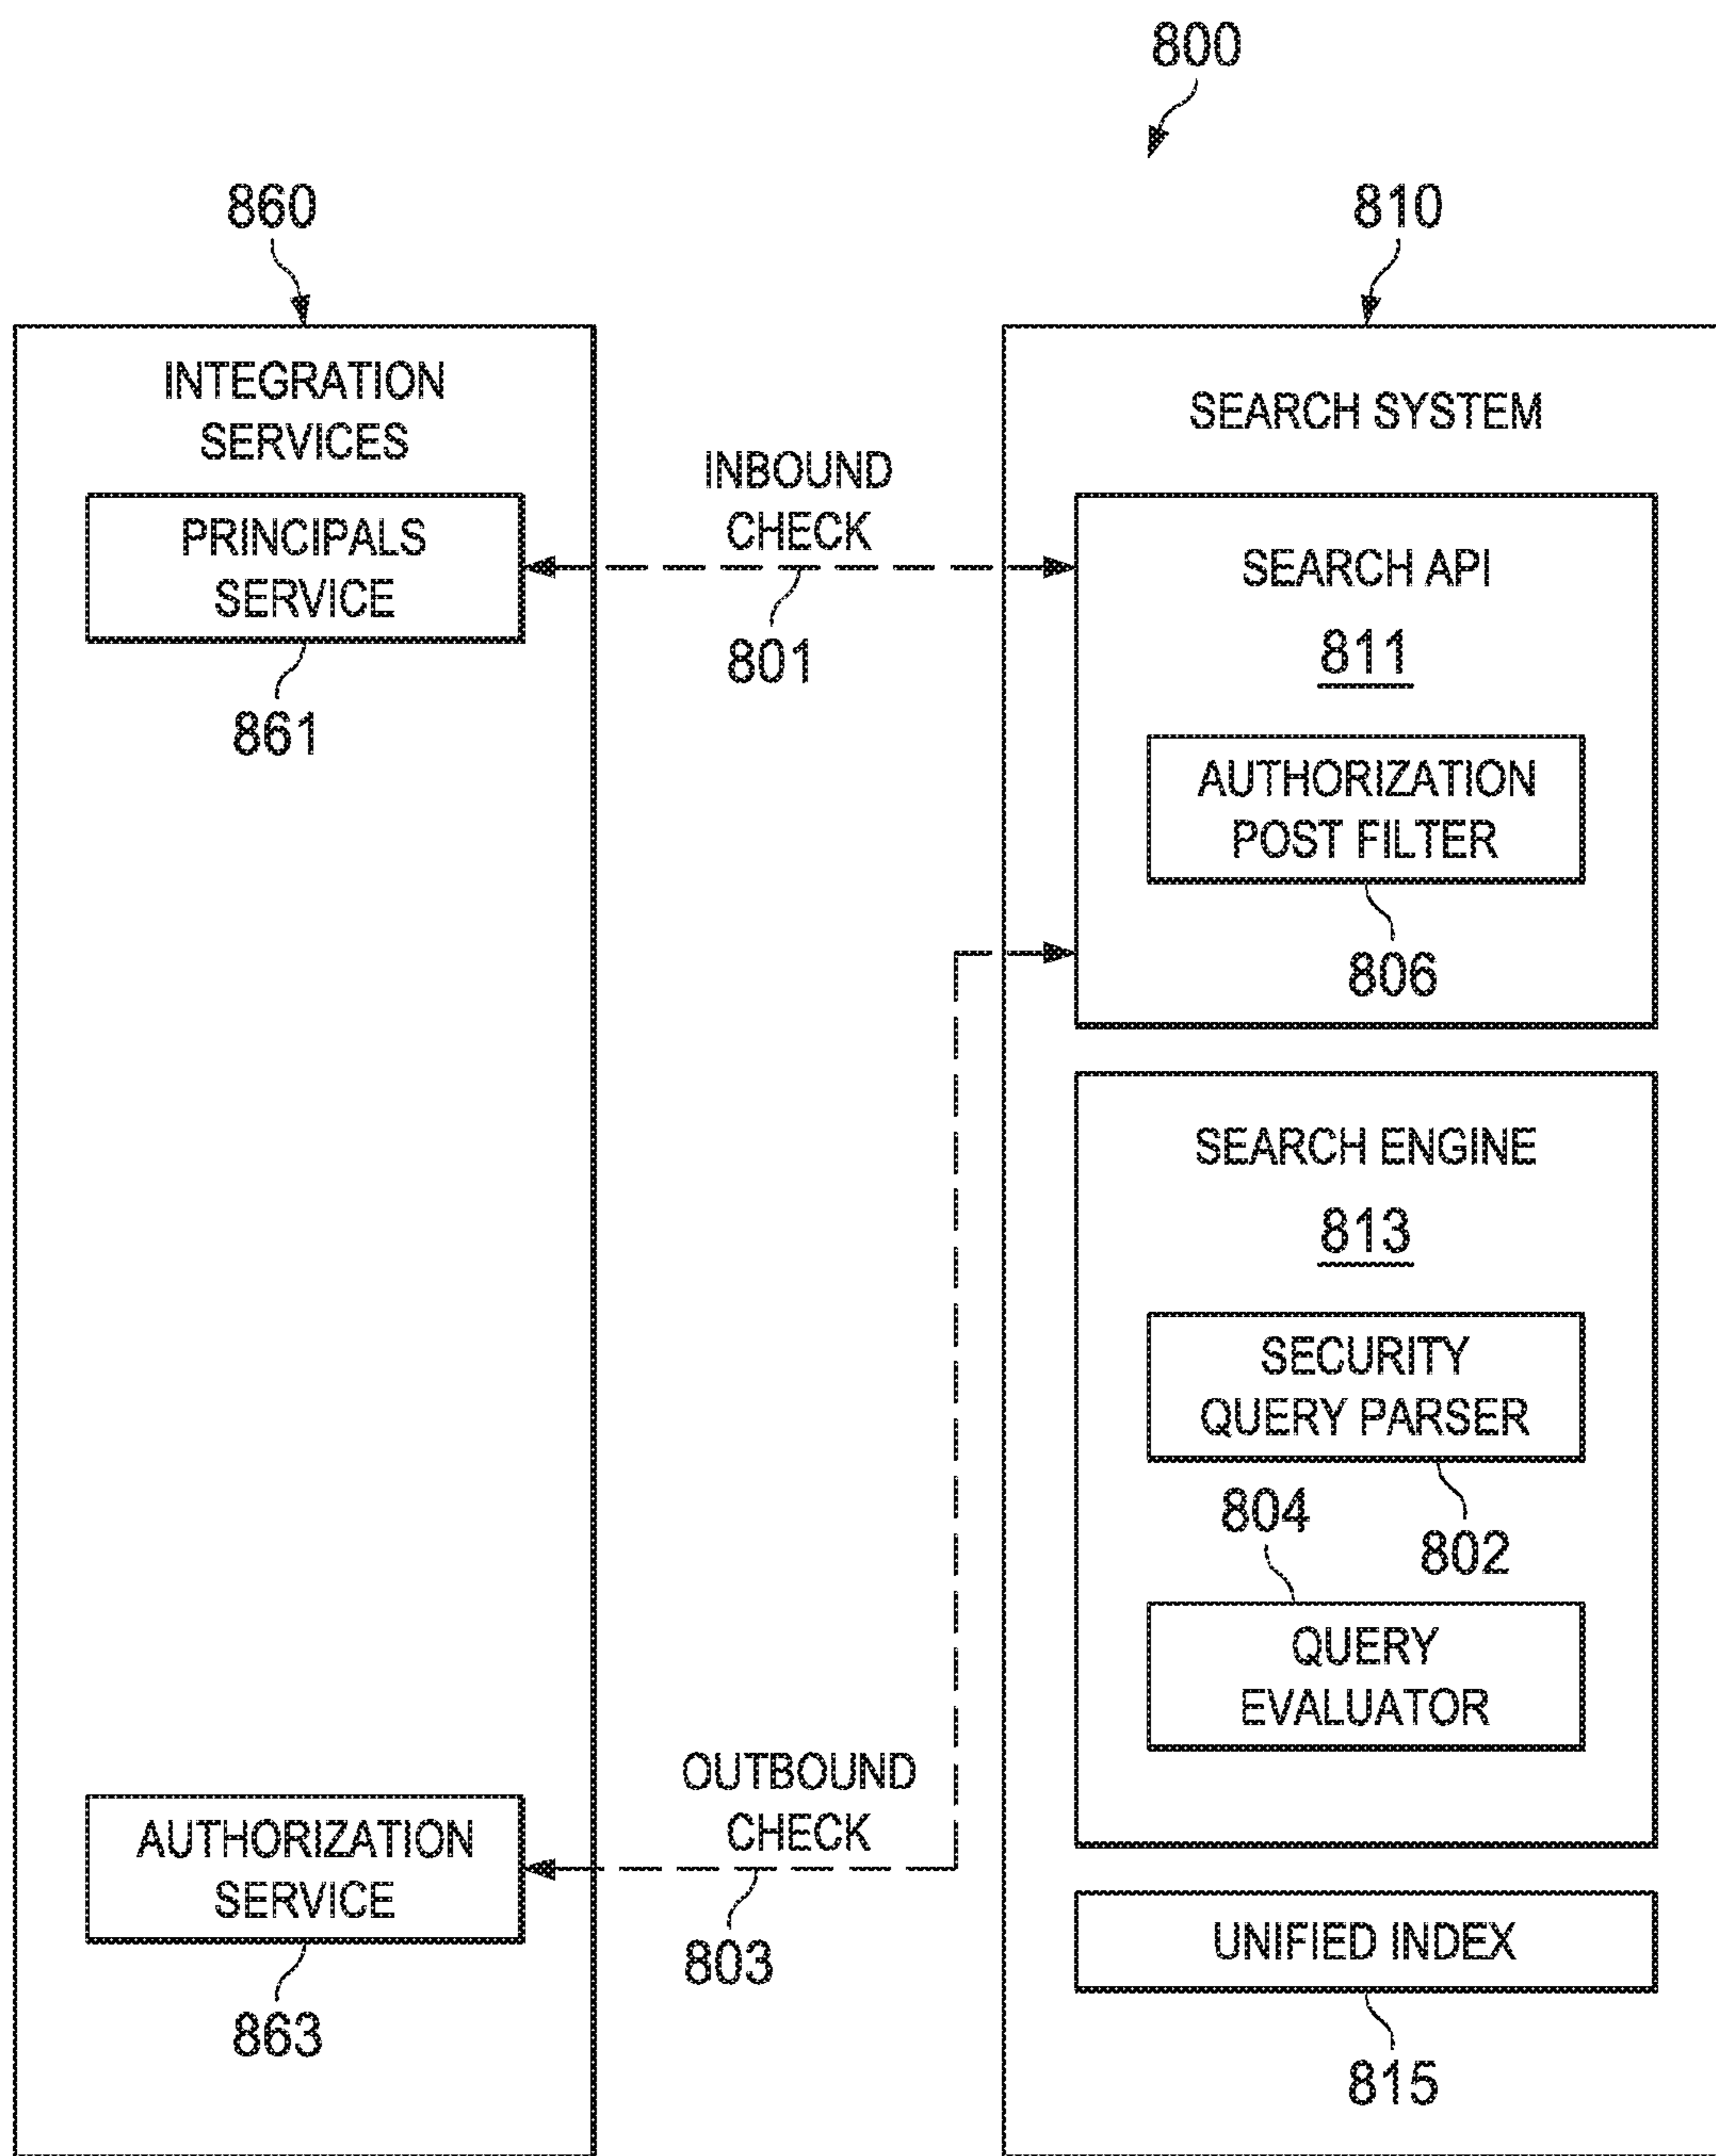 800
860
810
INTEGRATION
SERVICES
SEARCH SYSTEM
INBOUND
CHECK
801
PRINCIPALS
SERVICE
861
SEARCH API
811
AUTHORIZATION
POST FILTER
806
SEARCH ENGINE
813
SECURITY
QUERY PARSER
802
804
QUERY
EVALUATOR
OUTBOUND
CHECK
803
AUTHORIZATION
SERVICE
863
UNIFIED INDEX
815